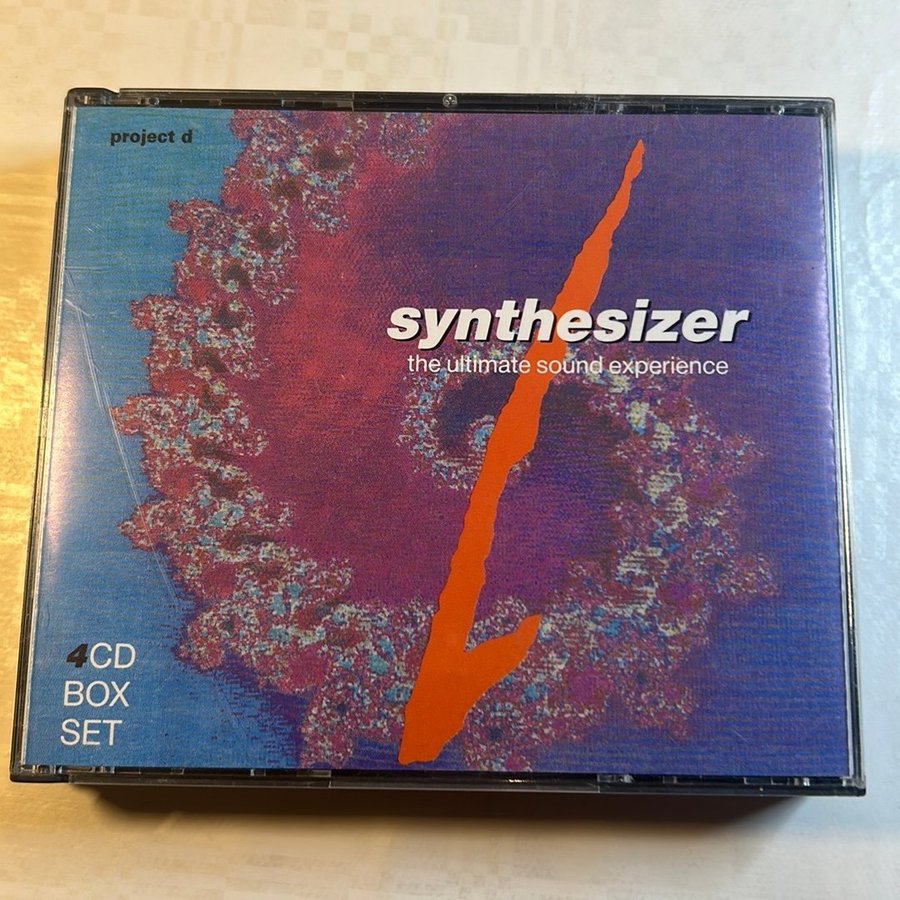 project d
synthesizer
the ultimate sound experience
4CD
BOX
SET